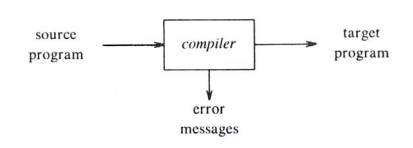 source
program
compiler
target
program
error
messages